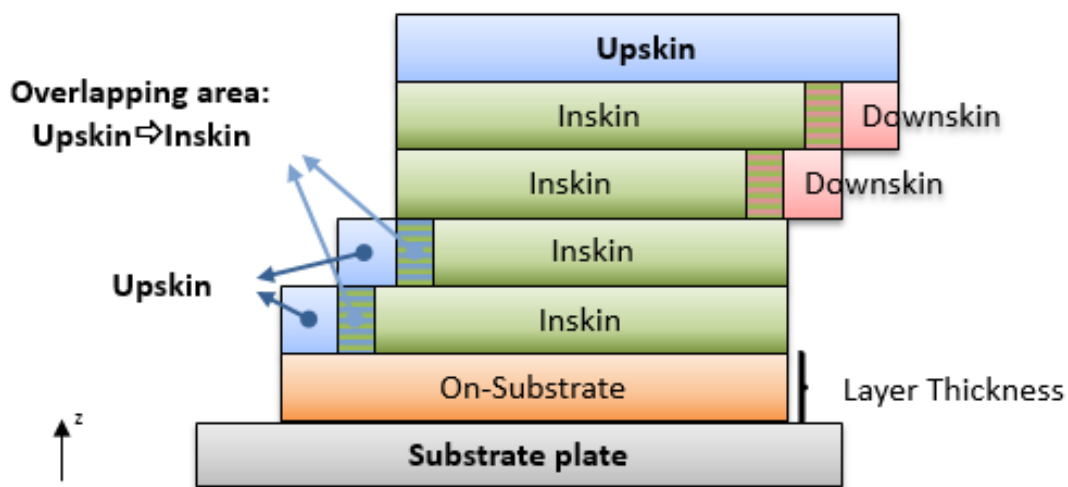 Upskin
Overlapping area:
Upskin⇨Inskin
Inskin
Downskin
Inskin
Downskin
Inskin
Upskin
Inskin
On-Substrate
Layer Thickness
z
Substrate plate